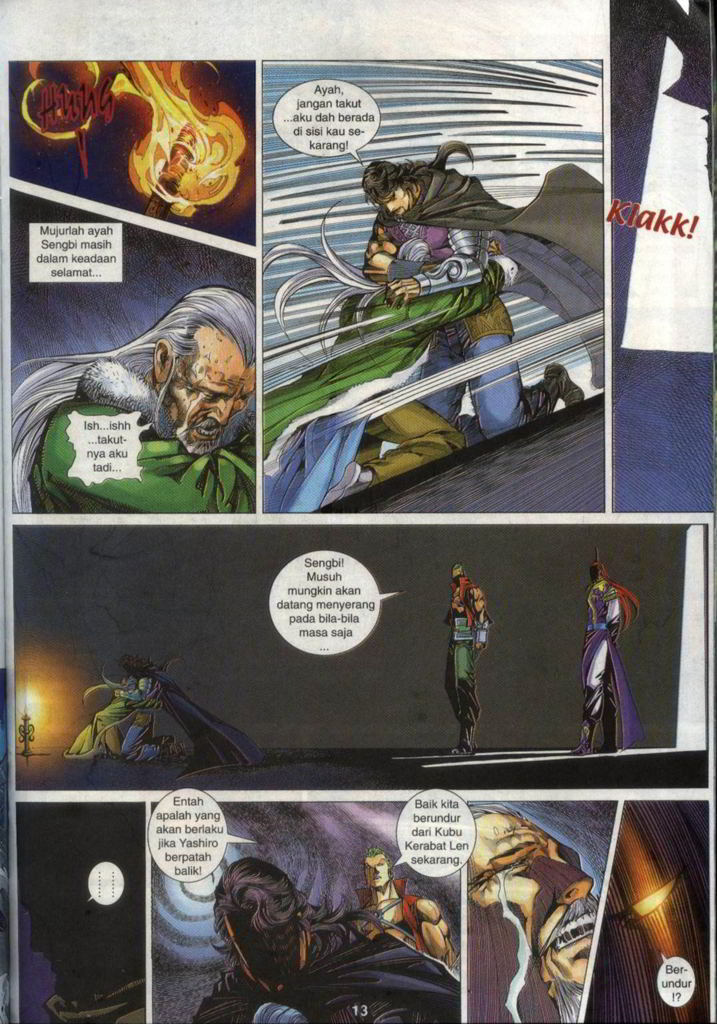 Ayah,
jangan takut
...aku dah berada
di sisi kau se-
karang!
Klakk!
Mujurlah ayah
Sengbi masih
dalam keadaan
selamat...
Ish...ishh
...takut-
nya aku
tadi...
Sengbi!
Musuh
mungkin akan
datang menyerang
pada bila-bila
masa saja
...
......
Entah
apalah yang
akan berlaku
jika Yashiro
berpatah
balik!
Baik kita
berundur
dari Kubu
Kerabat Len
sekarang.
Ber-
undur
!?
13